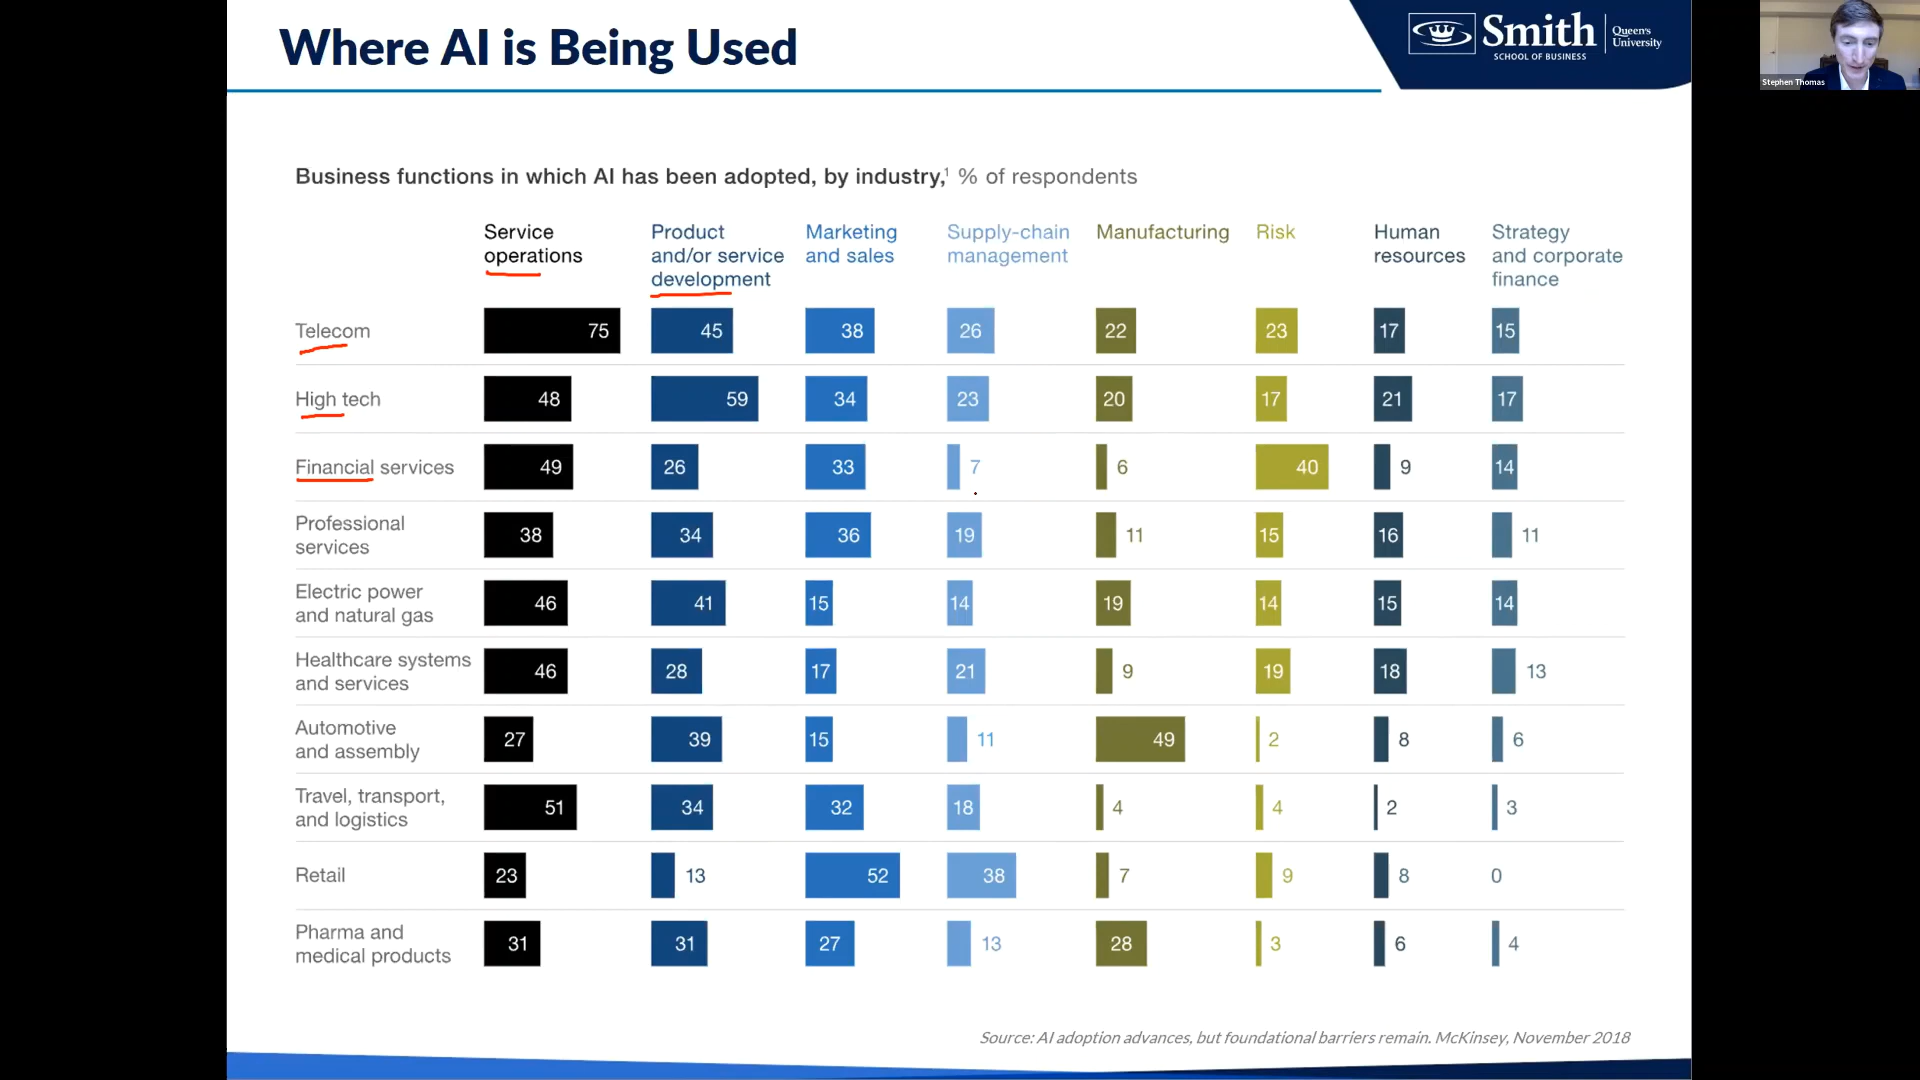 Where AI is Being Used
Smith
SCHOOL OF BUSINESS
Queen's
University
Stephen Thomas
Business functions in which AI has been adopted, by industry,¹ % of respondents
Service
operations
Product
and/or service
development
Marketing
and sales
Supply-chain
management
Manufacturing
Risk
Human
resources
Strategy
and corporate
finance
Telecom 75 45 38 26 22 23 17 15
High tech 48 59 34 23 20 17 21 17
Financial services 49 26 33 7 6 40 9 14
Professional
services 38 34 36 19 11 15 16 11
Electric power
and natural gas 46 41 15 14 19 14 15 14
Healthcare systems
and services 46 28 17 21 9 19 18 13
Automotive
and assembly 27 39 15 11 49 2 8 6
Travel, transport,
and logistics 51 34 32 18 4 4 2 3
Retail 23 13 52 38 7 9 8 0
Pharma and
medical products 31 31 27 13 28 3 6 4
Source: AI adoption advances, but foundational barriers remain. McKinsey, November 2018